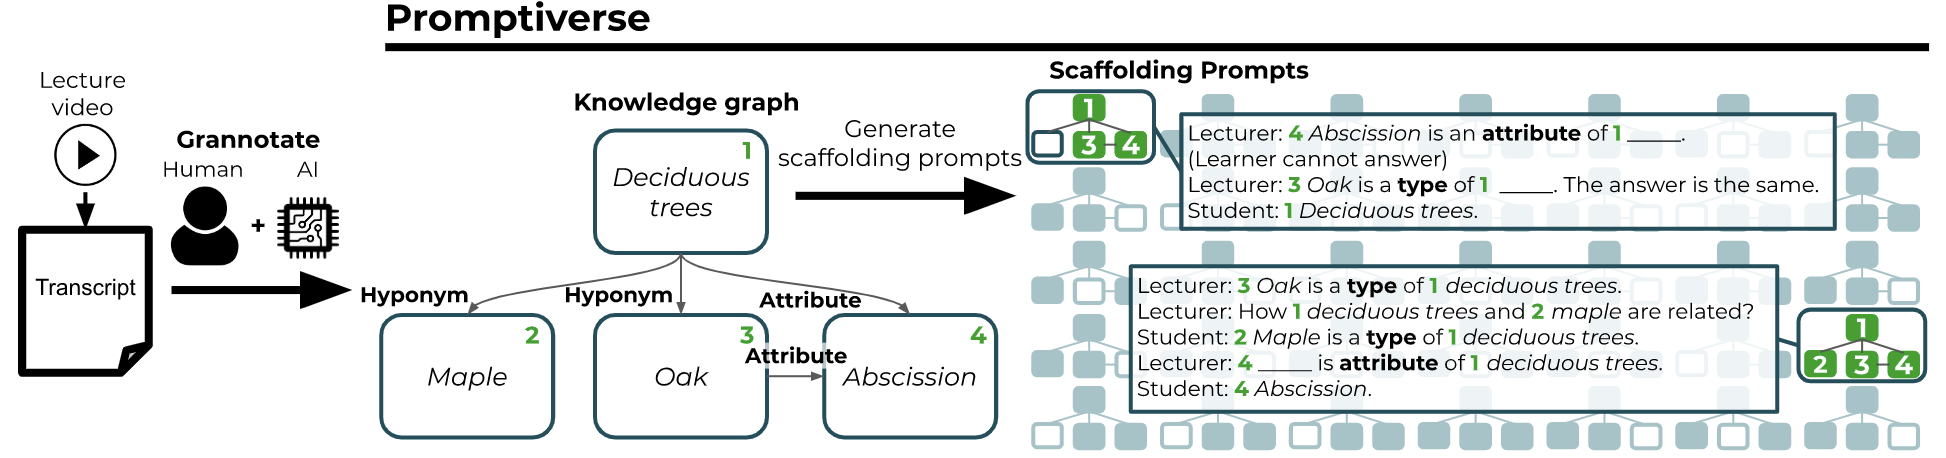 Promptiverse
Lecture
video
Transcript
Grannotate
Human
AI
+
Knowledge graph
1
Deciduous
trees
Hyponym
Hyponym
Attribute
2
Maple
3
Oak
Attribute
4
Abscission
Generate
scaffolding prompts
Scaffolding Prompts
1
3
4
Lecturer: 4 Abscission is an attribute of 1 _____.
(Learner cannot answer)
Lecturer: 3 Oak is a type of 1 _____. The answer is the same.
Student: 1 Deciduous trees.
Lecturer: 3 Oak is a type of 1 deciduous trees.
Lecturer: How 1 deciduous trees and 2 maple are related?
Student: 2 Maple is a type of 1 deciduous trees.
Lecturer: 4 _____ is attribute of 1 deciduous trees.
Student: 4 Abscission.
1
2
3
4